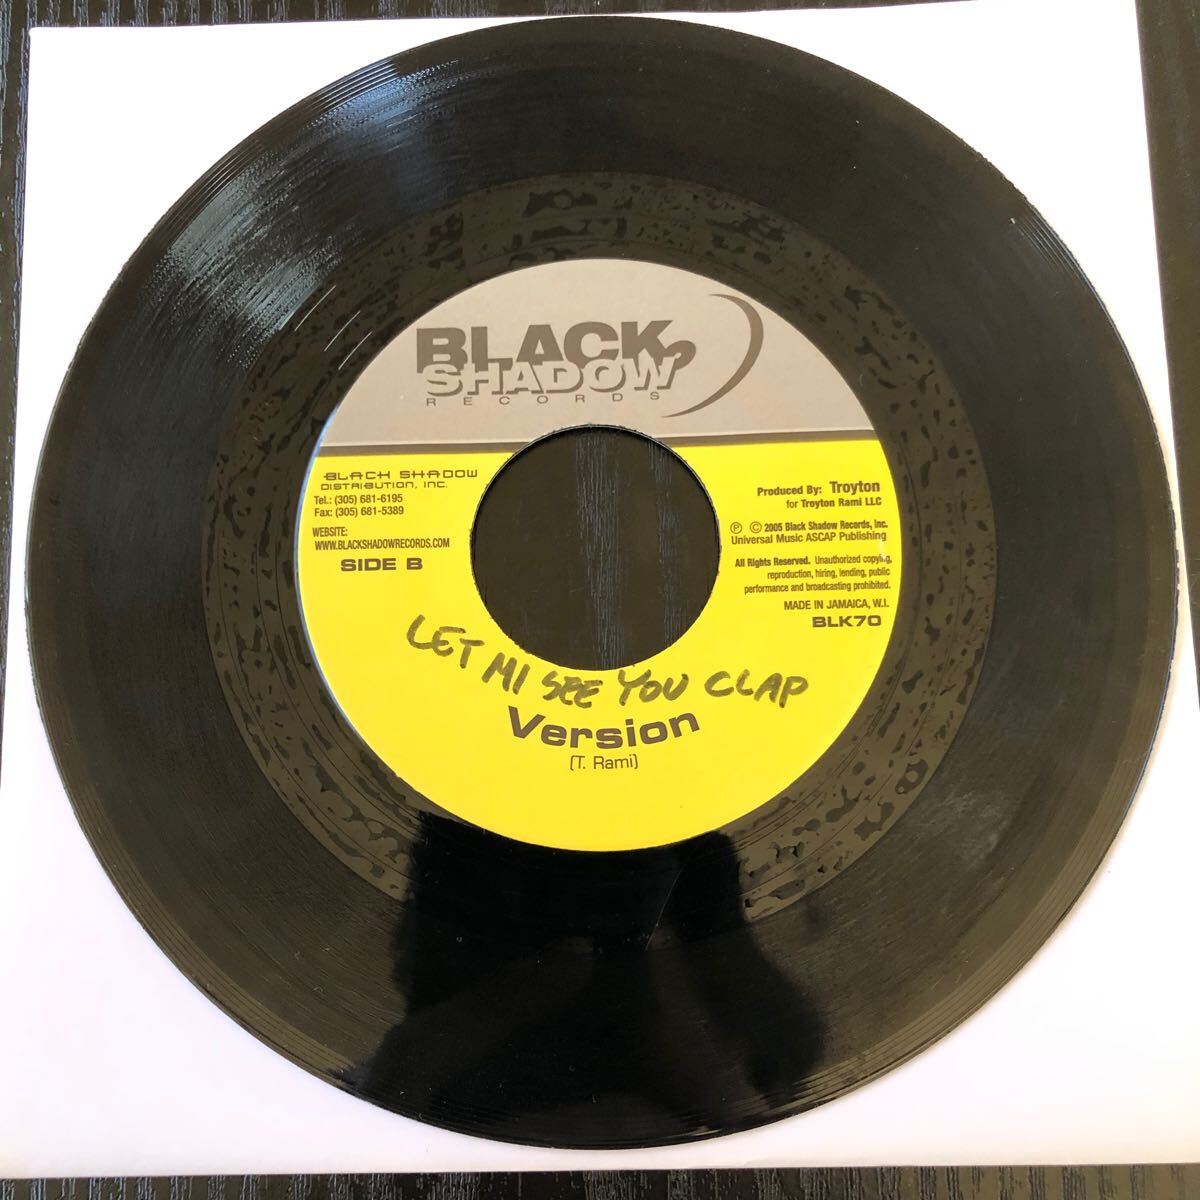 BLACK
SHADOW
RECORDS
BLACK SHADOW
DISTRIBUTION, INC.
Tel.: (305) 681-6195
Fax: (305) 681-5389
WEBSITE:
WWW.BLACKSHADOWRECORDS.COM
SIDE B
Produced By: Troyton
for Troyton Rami LLC
℗ © 2005 Black Shadow Records, Inc.
Universal Music ASCAP Publishing
All Rights Reserved. Unauthorized copying,
reproduction, hiring, lending, public
performance and broadcasting prohibited.
MADE IN JAMAICA, W.I.
BLK70
LET MI SEE YOU CLAP
Version
(T. Rami)